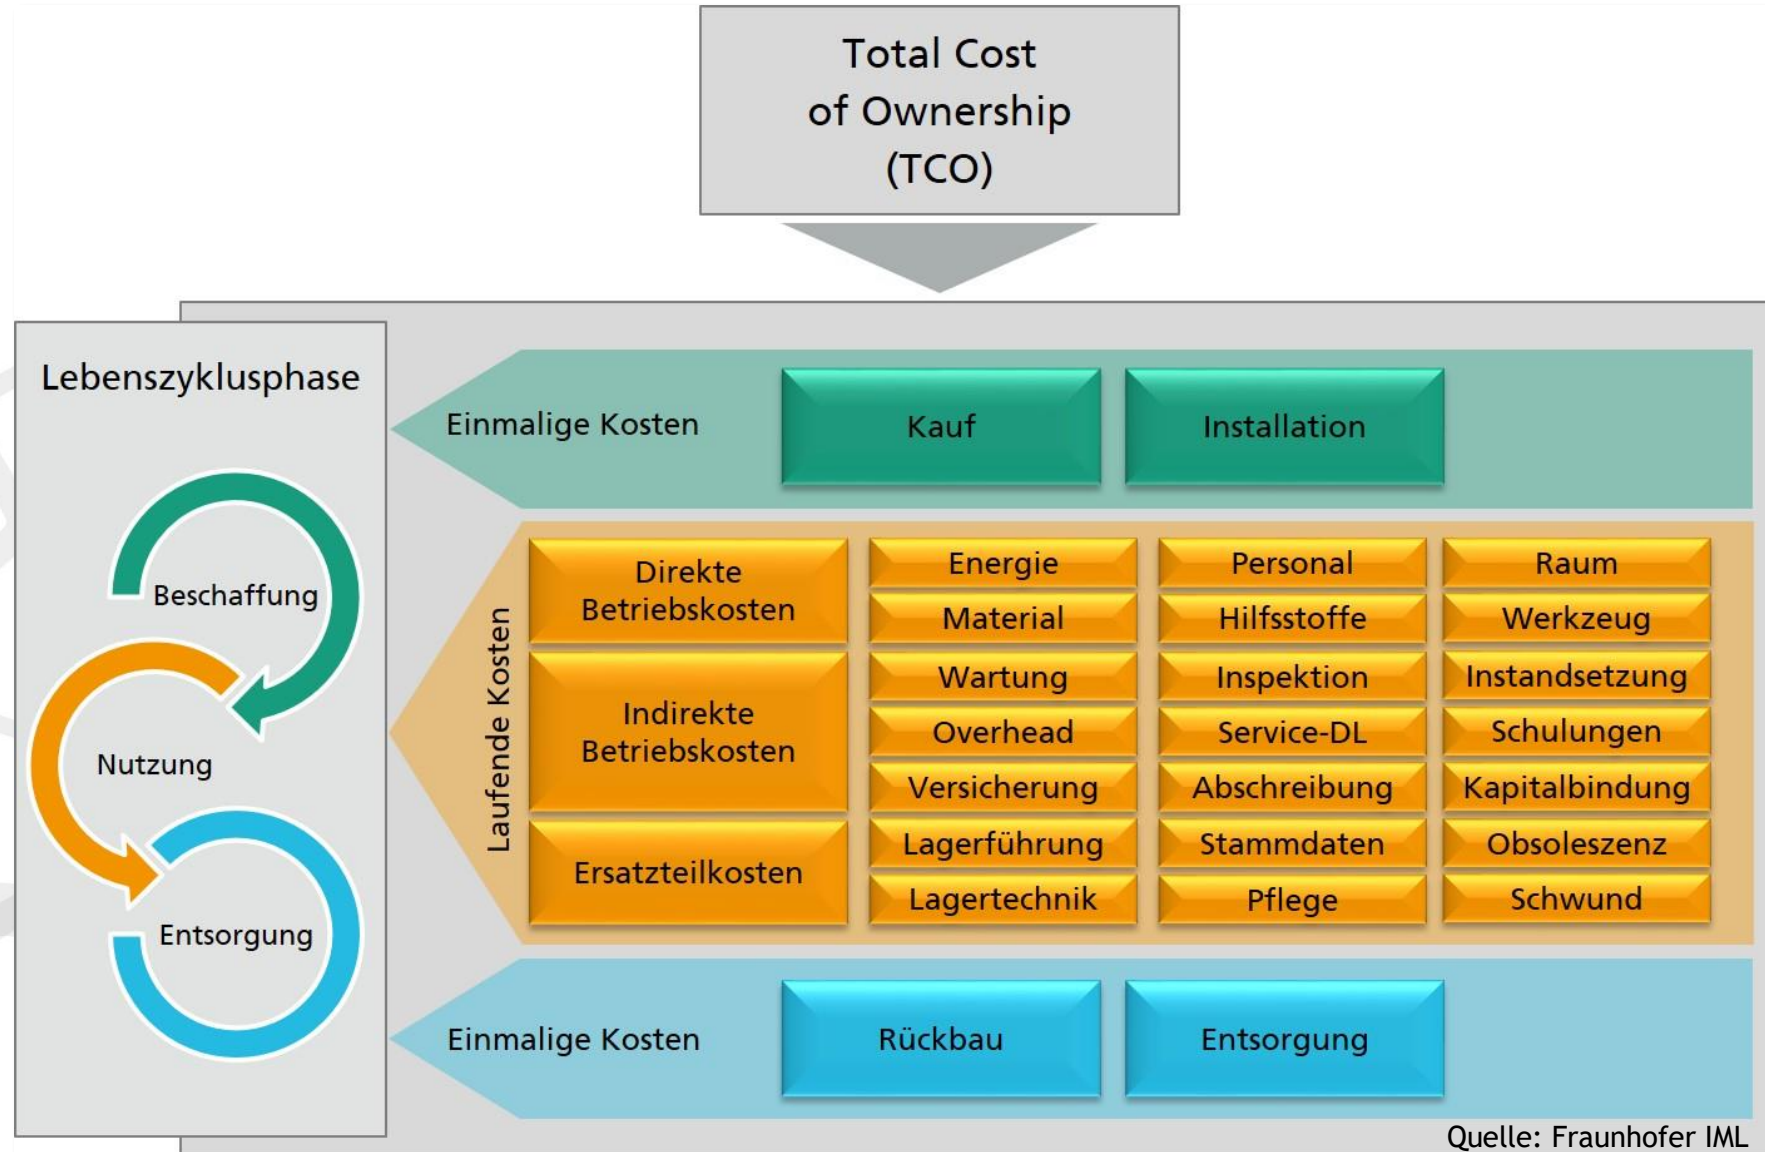 Total Cost
of Ownership
(TCO)
Lebenszyklusphase
Beschaffung
Nutzung
Entsorgung
Einmalige Kosten
Kauf
Installation
Laufende Kosten
Direkte
Betriebskosten
Energie
Personal
Raum
Material
Hilfsstoffe
Werkzeug
Indirekte
Betriebskosten
Wartung
Inspektion
Instandsetzung
Overhead
Service-DL
Schulungen
Versicherung
Abschreibung
Kapitalbindung
Ersatzteilkosten
Lagerführung
Stammdaten
Obsoleszenz
Lagertechnik
Pflege
Schwund
Einmalige Kosten
Rückbau
Entsorgung
Quelle: Fraunhofer IML